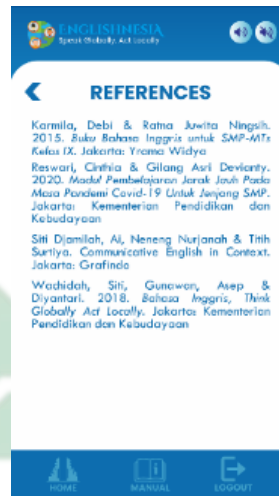 ENGLISHNESIA
Speak Globally, Act Locally
REFERENCES
Karmila, Debi & Ratna Juwita Ningsih.
2015. Buku Bahasa Inggris untuk SMP-MTs
Kelas IX. Jakarta: Yrama Widya
Reswari, Cinthia & Gilang Asri Devianty.
2020. Modul Pembelajaran Jarak Jauh Pada
Masa Pandemi Covid-19 Untuk Jenjang SMP.
Jakarta: Kementerian Pendidikan dan
Kebudayaan
Siti Djamilah, Ai, Neneng Nurjanah & Titih
Surtiya. Communicative English in Context.
Jakarta: Grafindo
Wachidah, Siti, Gunawan, Asep &
Diyantari. 2018. Bahasa Inggris, Think
Globally Act Locally. Jakarta: Kementerian
Pendidikan dan Kebudayaan
HOME MANUAL LOGOUT